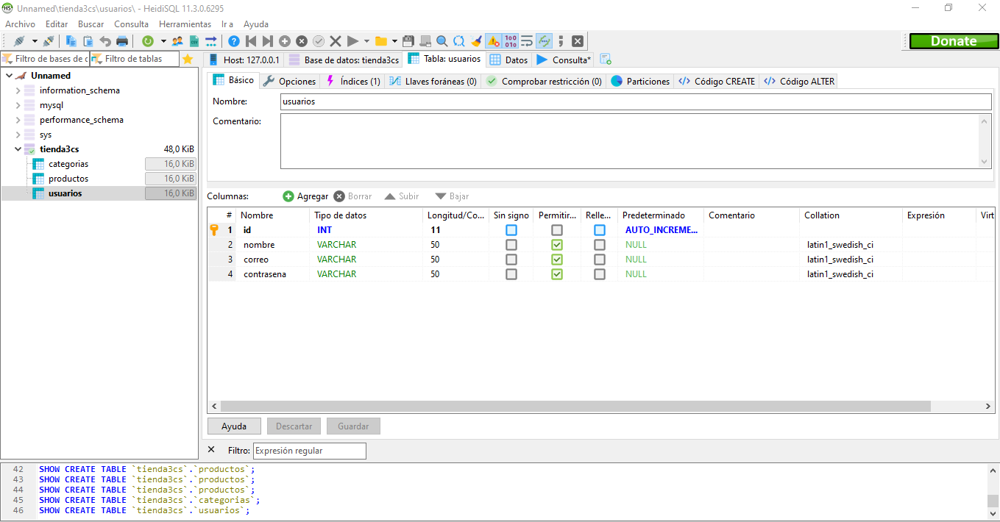 Unnamed\tienda3cs\usuarios\ - HeidiSQL 11.3.0.6295
Archivo Editar Buscar Consulta Herramientas Ir a Ayuda
Donate
Filtro de bases de d Filtro de tablas
Host: 127.0.0.1 Base de datos: tienda3cs Tabla: usuarios Datos Consulta*
Unnamed
information_schema
mysql
performance_schema
sys
tienda3cs 48,0 KiB
categorias 16,0 KiB
productos 16,0 KiB
usuarios 16,0 KiB
Básico Opciones Índices (1) Llaves foráneas (0) Comprobar restricción (0) Particiones Código CREATE Código ALTER
Nombre: usuarios
Comentario:
Columnas: Agregar Borrar Subir Bajar
# Nombre Tipo de datos Longitud/Co... Sin signo Permitir... Relle... Predeterminado Comentario Collation Expresión Virt
1 id INT 11 AUTO_INCREME...
2 nombre VARCHAR 50 NULL latin1_swedish_ci
3 correo VARCHAR 50 NULL latin1_swedish_ci
4 contrasena VARCHAR 50 NULL latin1_swedish_ci
Ayuda Descartar Guardar
Filtro: Expresión regular
42 SHOW CREATE TABLE `tienda3cs`.`productos`;
43 SHOW CREATE TABLE `tienda3cs`.`productos`;
44 SHOW CREATE TABLE `tienda3cs`.`productos`;
45 SHOW CREATE TABLE `tienda3cs`.`categorias`;
46 SHOW CREATE TABLE `tienda3cs`.`usuarios`;